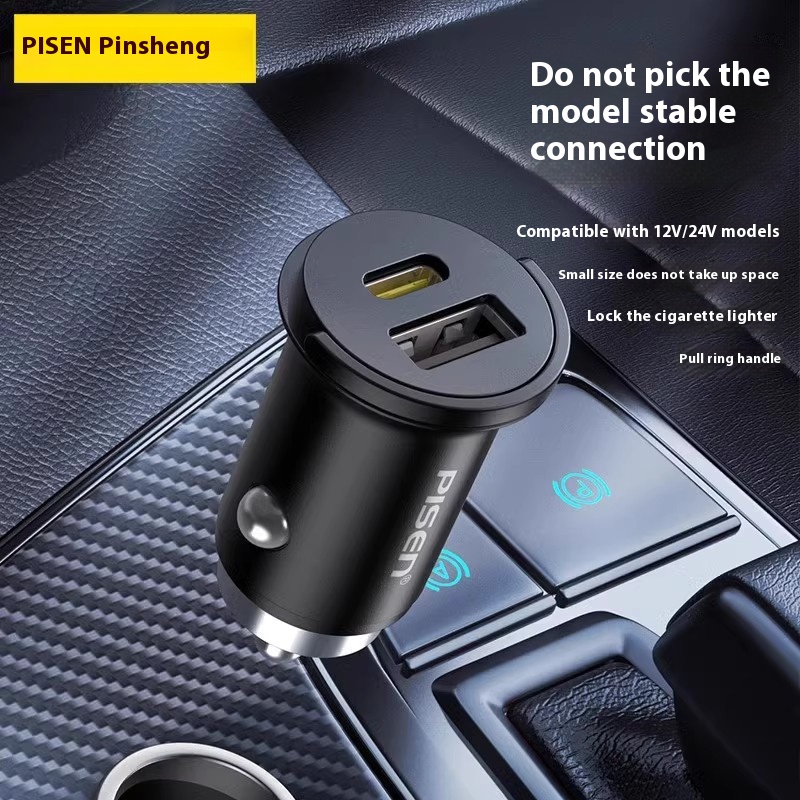 PISEN Pinsheng
Do not pick the
model stable
connection
Compatible with 12V/24V models
Small size does not take up space
Lock the cigarette lighter
Pull ring handle
PISEN®
P
A